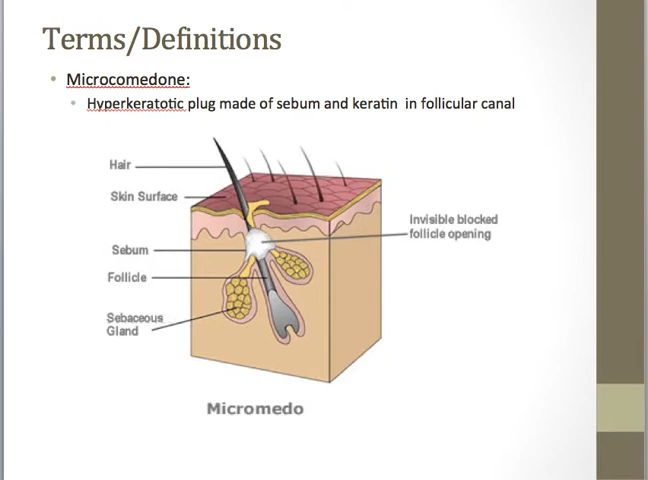 Terms/Definitions
• Microcomedone:
• Hyperkeratotic plug made of sebum and keratin in follicular canal
Hair
Skin Surface
Invisible blocked
follicle opening
Sebum
Follicle
Sebaceous
Gland
Micromedo